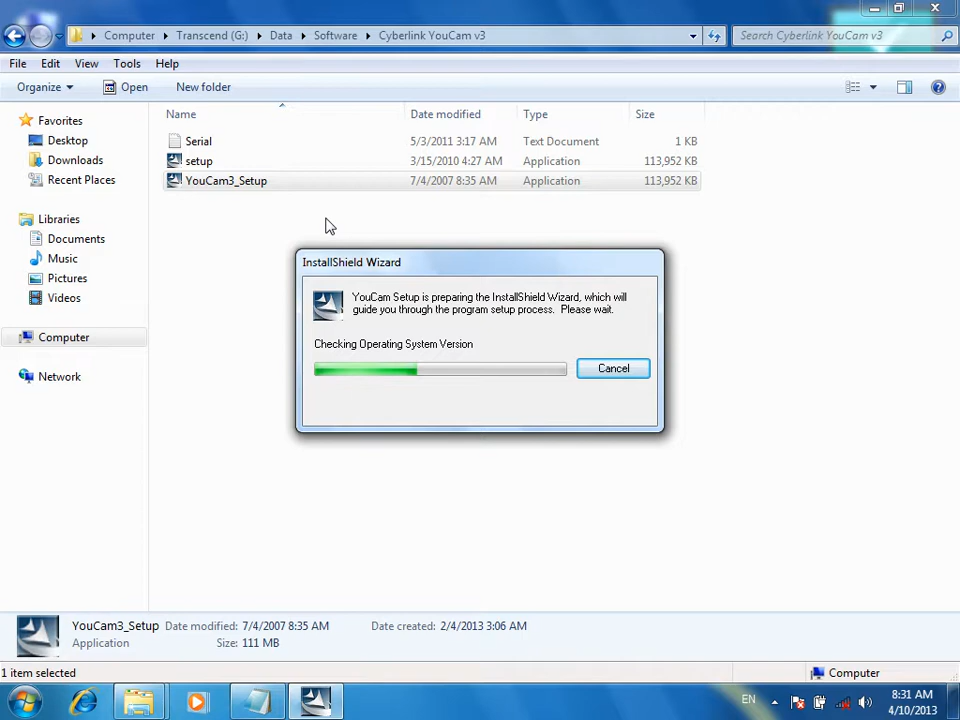 Computer Transcend (G:) Data Software Cyberlink YouCam v3
Search Cyberlink YouCam v3
File Edit View Tools Help
Organize Open New folder
Name Date modified Type Size
Favorites
Desktop
Downloads
Recent Places
Libraries
Documents
Music
Pictures
Videos
Computer
Network
Serial 5/3/2011 3:17 AM Text Document 1 KB
setup 3/15/2010 4:27 AM Application 113,952 KB
YouCam3_Setup 7/4/2007 8:35 AM Application 113,952 KB
InstallShield Wizard
YouCam Setup is preparing the InstallShield Wizard, which will
guide you through the program setup process. Please wait.
Checking Operating System Version
Cancel
YouCam3_Setup Date modified: 7/4/2007 8:35 AM Date created: 2/4/2013 3:06 AM
Application Size: 111 MB
1 item selected Computer
EN 8:31 AM
4/10/2013